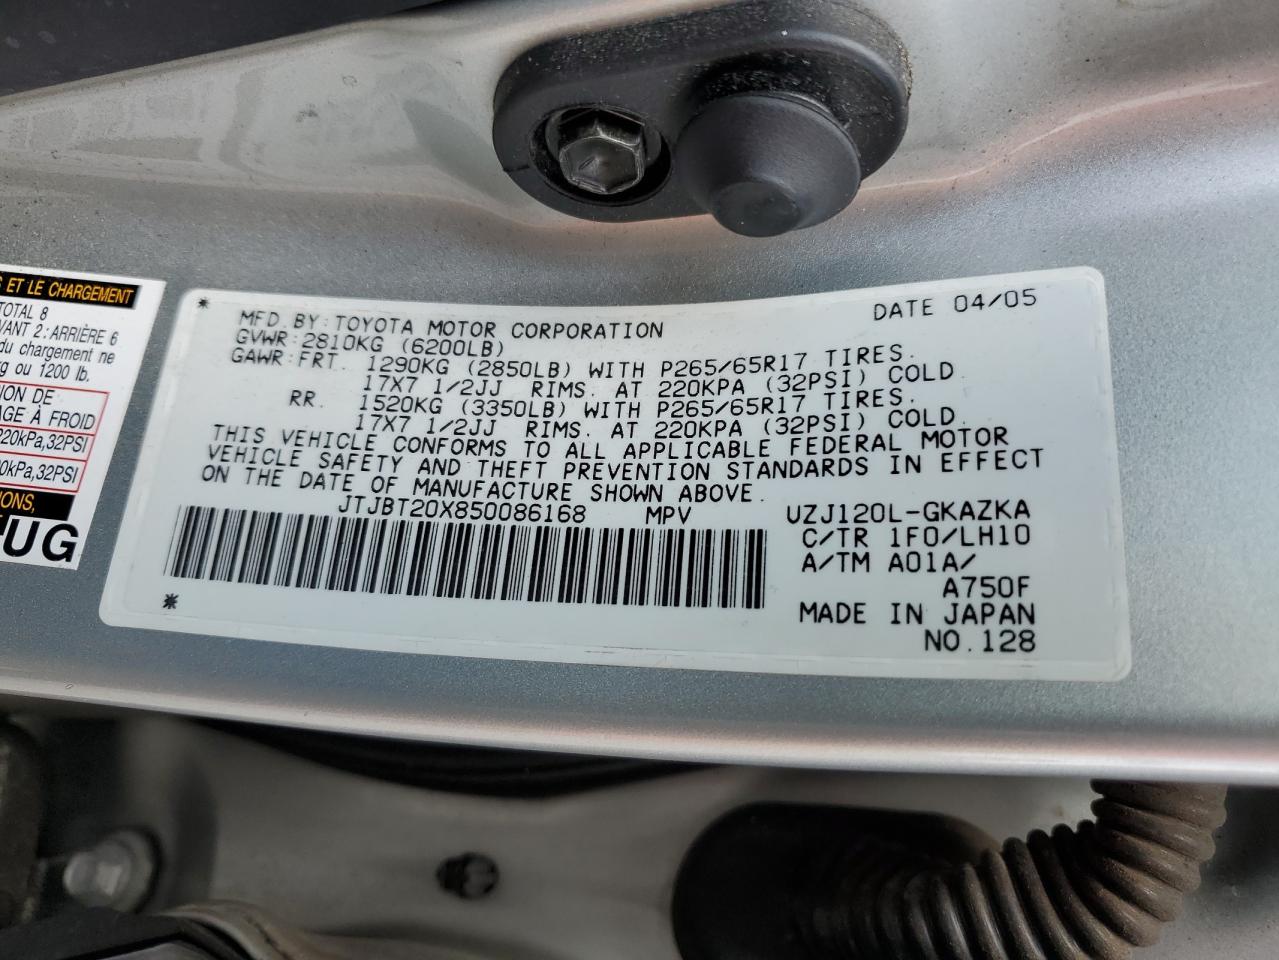 S ET LE CHARGEMENT
TOTAL 8
VANT 2: ARRIÈRE 6
du chargement ne
rg ou 1200 lb.
ION DE
AGE À FROID
220kPa,32PSI
0kPa,32PSI
IONS,
UG
* DATE 04/05
MFD. BY: TOYOTA MOTOR CORPORATION
GVWR: 2810KG (6200LB)
GAWR: FRT. 1290KG (2850LB) WITH P265/65R17 TIRES.
17X7 1/2JJ RIMS. AT 220KPA (32PSI) COLD.
RR. 1520KG (3350LB) WITH P265/65R17 TIRES.
17X7 1/2JJ RIMS. AT 220KPA (32PSI) COLD.
THIS VEHICLE CONFORMS TO ALL APPLICABLE FEDERAL MOTOR
VEHICLE SAFETY AND THEFT PREVENTION STANDARDS IN EFFECT
ON THE DATE OF MANUFACTURE SHOWN ABOVE.
JTJBT20X850086168 MPV UZJ120L-GKAZKA
C/TR 1F0/LH10
A/TM A01A/
A750F
* MADE IN JAPAN
NO.128